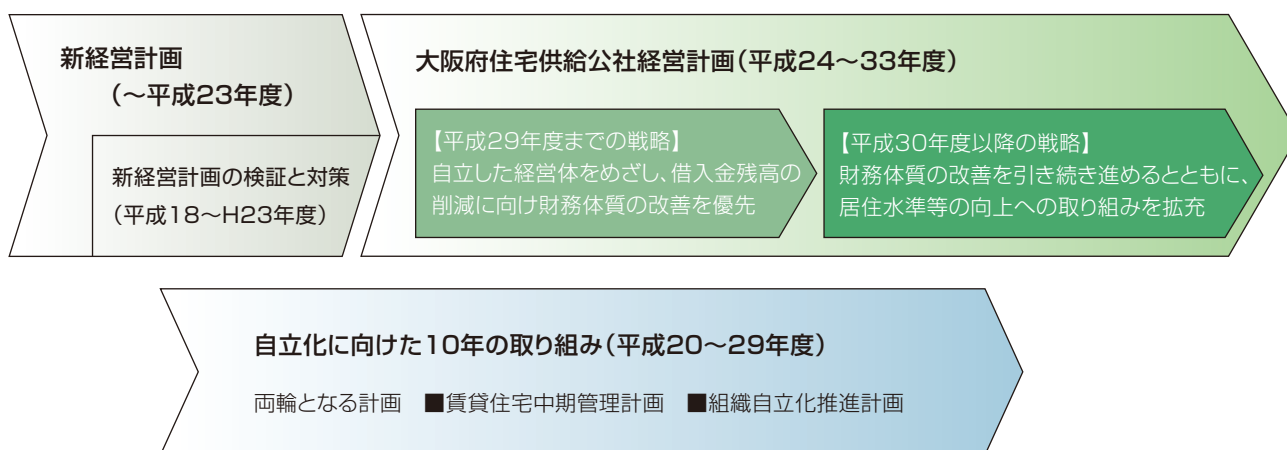 新経営計画
（～平成23年度）
新経営計画の検証と対策
（平成18～H23年度）
大阪府住宅供給公社経営計画（平成24～33年度）
【平成29年度までの戦略】
自立した経営体をめざし、借入金残高の
削減に向け財務体質の改善を優先
【平成30年度以降の戦略】
財務体質の改善を引き続き進めるとともに、
居住水準等の向上への取り組みを拡充
自立化に向けた10年の取り組み（平成20～29年度）
両輪となる計画　■賃貸住宅中期管理計画　■組織自立化推進計画